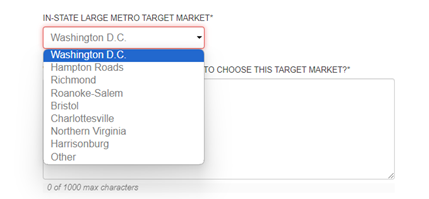 IN-STATE LARGE METRO TARGET MARKET*
Washington D.C.
Washington D.C.
Hampton Roads
TO CHOOSE THIS TARGET MARKET?*
Richmond
Roanoke-Salem
Bristol
Charlottesville
Northern Virginia
Harrisonburg
Other
0 of 1000 max characters